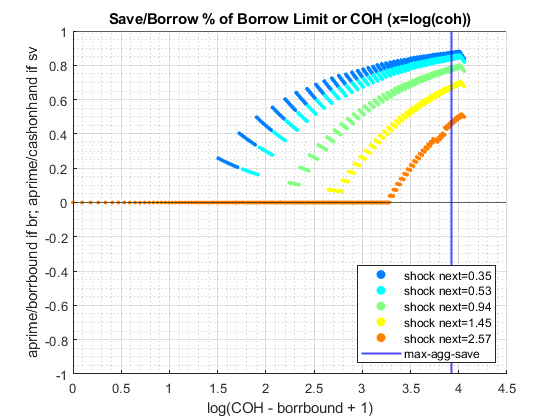 Save/Borrow % of Borrow Limit or COH (x=log(coh))
aprime/borrbound if br; aprime/cashonhand if sv
1
0.8
0.6
0.4
0.2
0
-0.2
-0.4
-0.6
-0.8
-1
shock next=0.35
shock next=0.53
shock next=0.94
shock next=1.45
shock next=2.57
max-agg-save
0 0.5 1 1.5 2 2.5 3 3.5 4 4.5
log(COH - borrbound + 1)